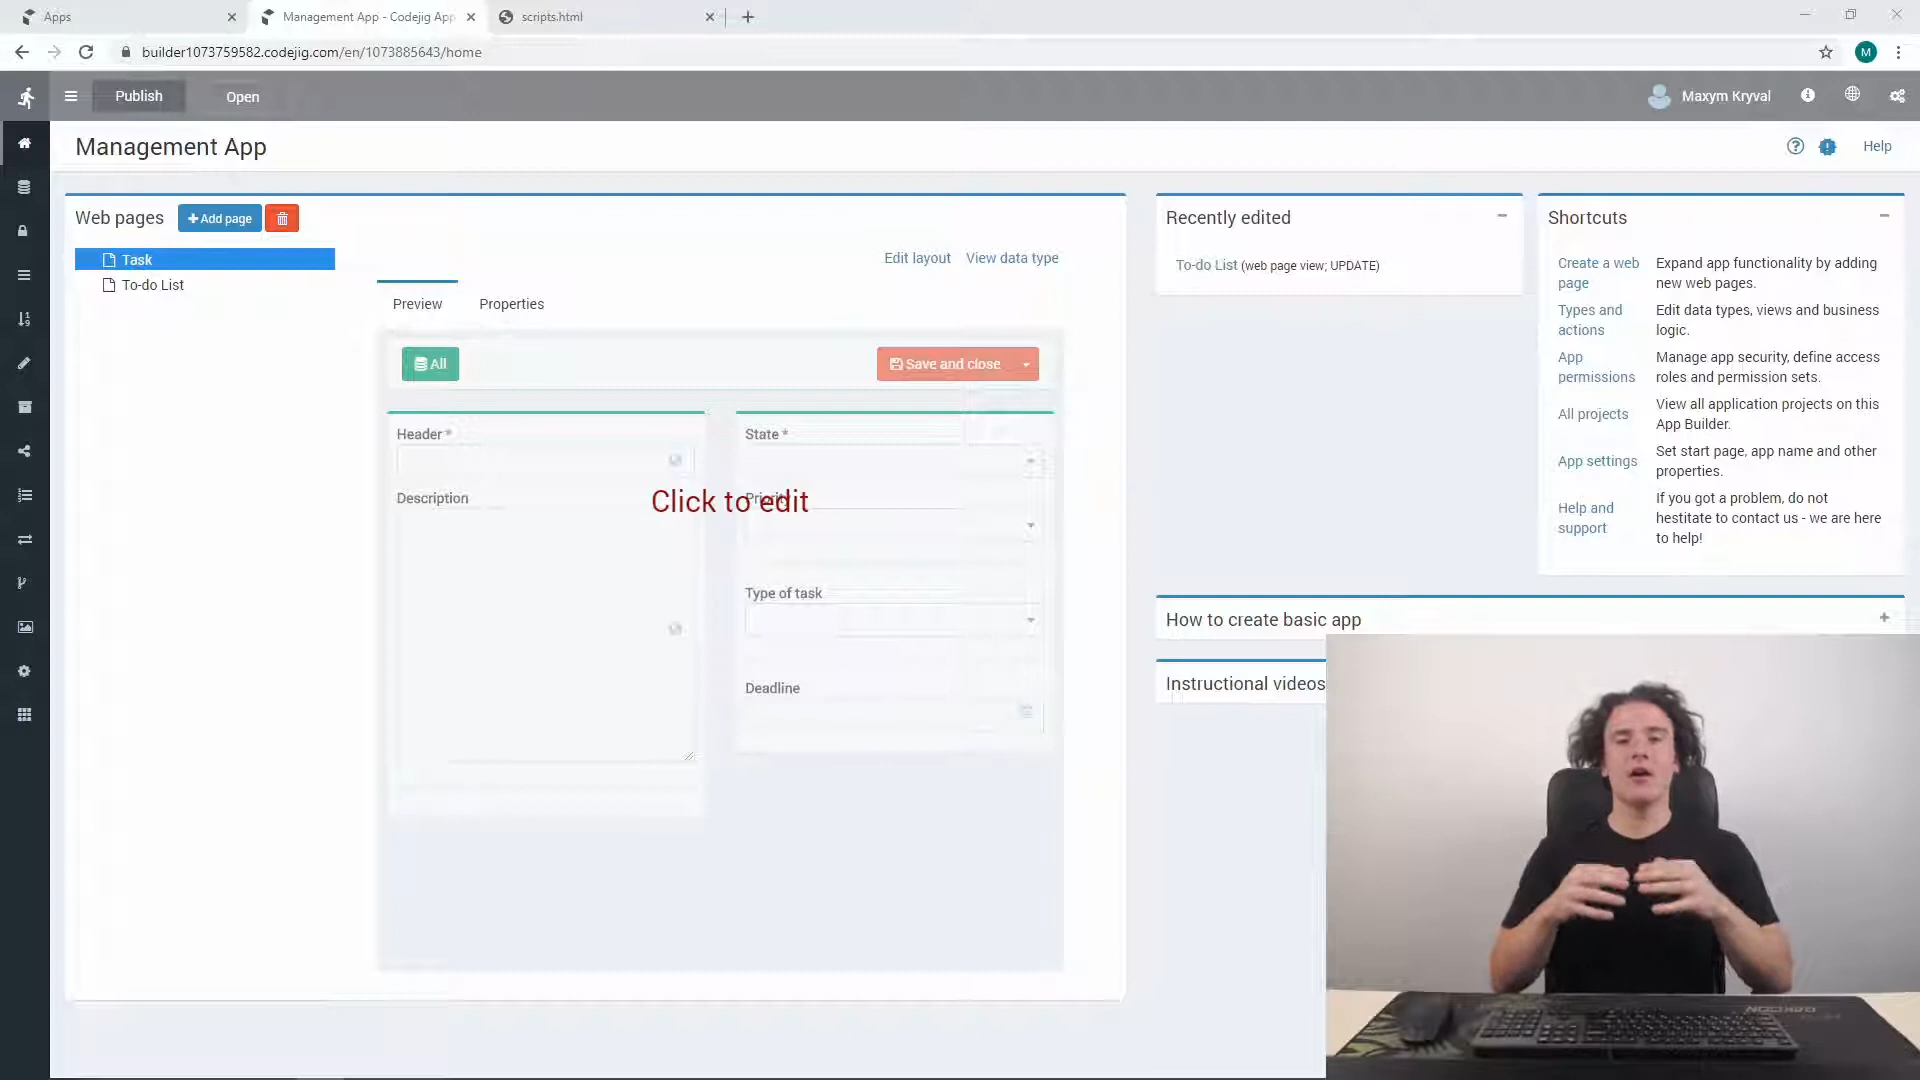 Apps
Management App - Codejig App
scripts.html
builder1073759582.codejig.com/en/1073885643/home
M
Publish
Open
Maxym Kryval
Management App
Help
Web pages
Add page
Task
To-do List
Edit layout
View data type
Preview
Properties
All
Save and close
Header *
Description
State *
Priority
Click to edit
Type of task
Deadline
Recently edited
To-do List (web page view; UPDATE)
Shortcuts
Create a web page
Expand app functionality by adding new web pages.
Types and actions
Edit data types, views and business logic.
App permissions
Manage app security, define access roles and permission sets.
All projects
View all application projects on this App Builder.
App settings
Set start page, app name and other properties.
Help and support
If you got a problem, do not hestitate to contact us - we are here to help!
How to create basic app
Instructional videos